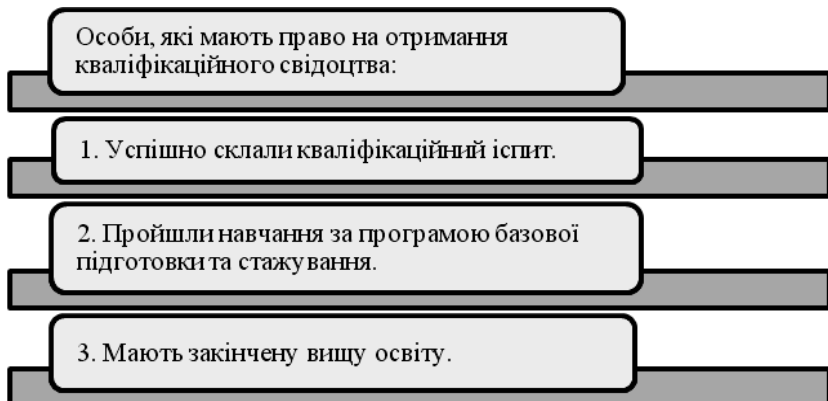 Особи, які мають право на отримання
кваліфікаційного свідоцтва:
1. Успішно склали кваліфікаційний іспит.
2. Пройшли навчання за програмою базової
підготовки та стажування.
3. Мають закінчену вищу освіту.